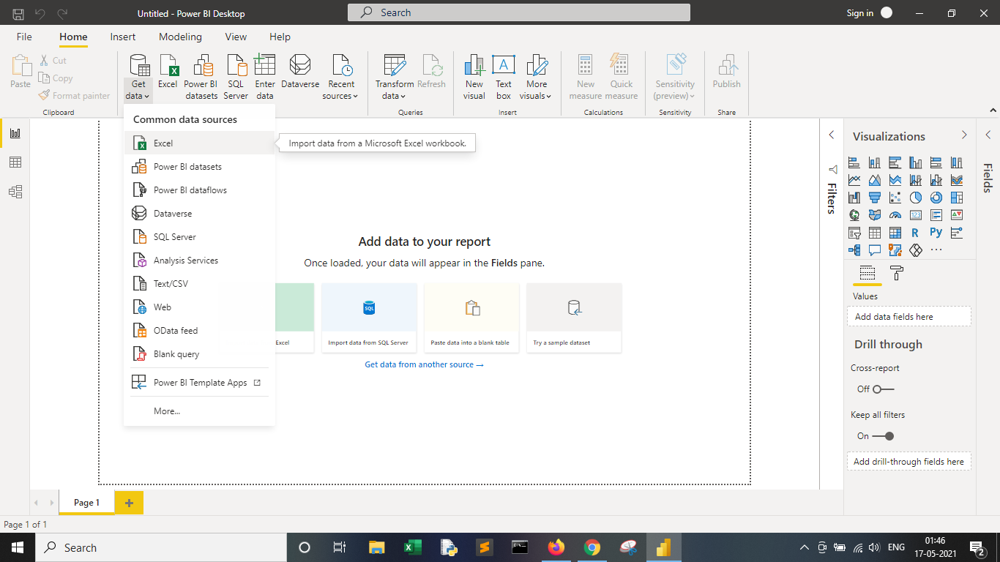 Untitled - Power BI Desktop
Search
Sign in
File Home Insert Modeling View Help
Paste
Cut
Copy
Format painter
Clipboard
Get data
Excel
Power BI datasets
SQL Server
Enter data
Dataverse
Recent sources
Transform data
Refresh
Queries
New visual
Text box
More visuals
Insert
New measure
Quick measure
Calculations
Sensitivity (preview)
Sensitivity
Publish
Share
Common data sources
Excel
Import data from a Microsoft Excel workbook.
Power BI datasets
Power BI dataflows
Dataverse
SQL Server
Analysis Services
Text/CSV
Web
OData feed
Blank query
Power BI Template Apps
More...
Add data to your report
Once loaded, your data will appear in the Fields pane.
Excel
SQL
Import data from SQL Server
Paste data into a blank table
Try a sample dataset
Get data from another source →
Filters
Visualizations
123
R
Py
...
Values
Add data fields here
Drill through
Cross-report
Off
Keep all filters
On
Add drill-through fields here
Fields
Page 1
Page 1 of 1
Search
ENG
01:46
17-05-2021
2